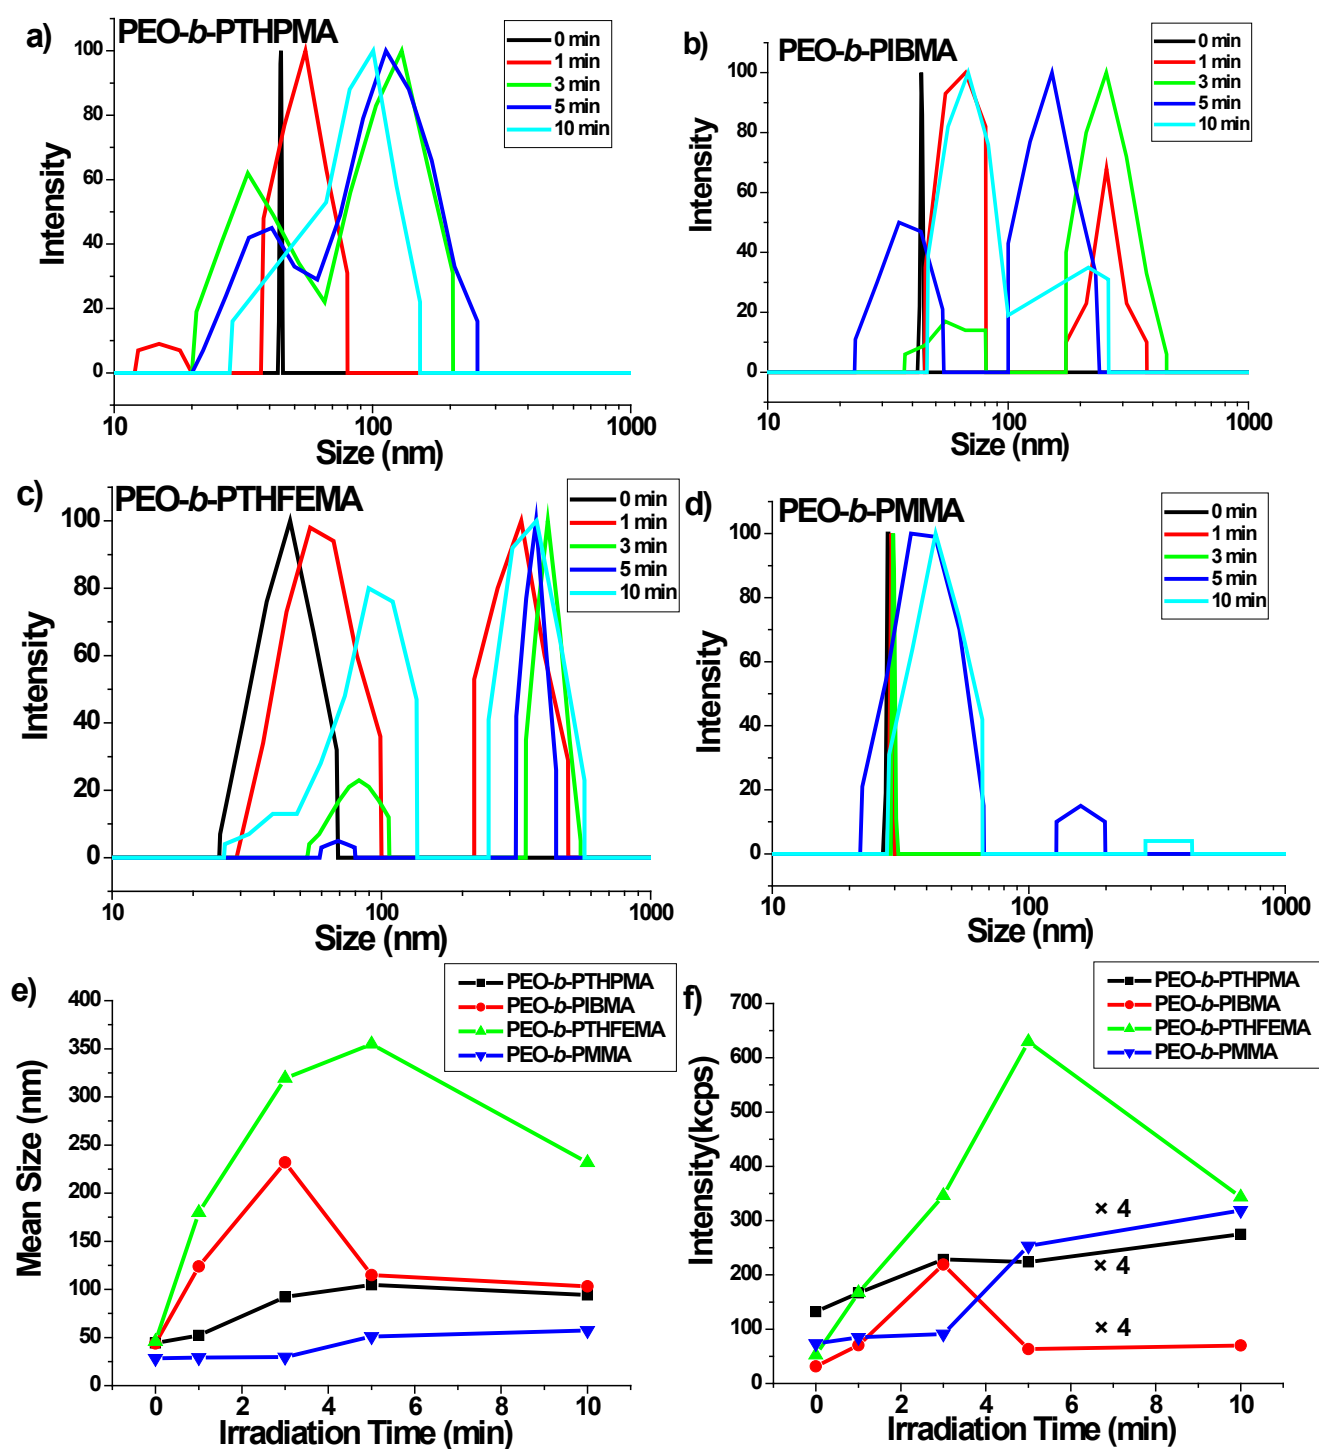 a) PEO-b-PTHPMA
0 min
1 min
3 min
5 min
10 min
100
80
60
40
20
0
Intensity
10 100 1000
Size (nm)
b) PEO-b-PIBMA
0 min
1 min
3 min
5 min
10 min
100
80
60
40
20
0
Intensity
10 100 1000
Size (nm)
c) PEO-b-PTHFEMA
0 min
1 min
3 min
5 min
10 min
100
80
60
40
20
0
Intensity
10 100 1000
Size (nm)
d) PEO-b-PMMA
0 min
1 min
3 min
5 min
10 min
100
80
60
40
20
0
Intensity
10 100 1000
Size (nm)
e)
PEO-b-PTHPMA
PEO-b-PIBMA
PEO-b-PTHFEMA
PEO-b-PMMA
400
350
300
250
200
150
100
50
0
Mean Size (nm)
0 2 4 6 8 10
Irradiation Time (min)
f)
PEO-b-PTHPMA
PEO-b-PIBMA
PEO-b-PTHFEMA
PEO-b-PMMA
700
600
500
400
300
200
100
0
Intensity(kcps)
× 4
× 4
× 4
0 2 4 6 8 10
Irradiation Time (min)